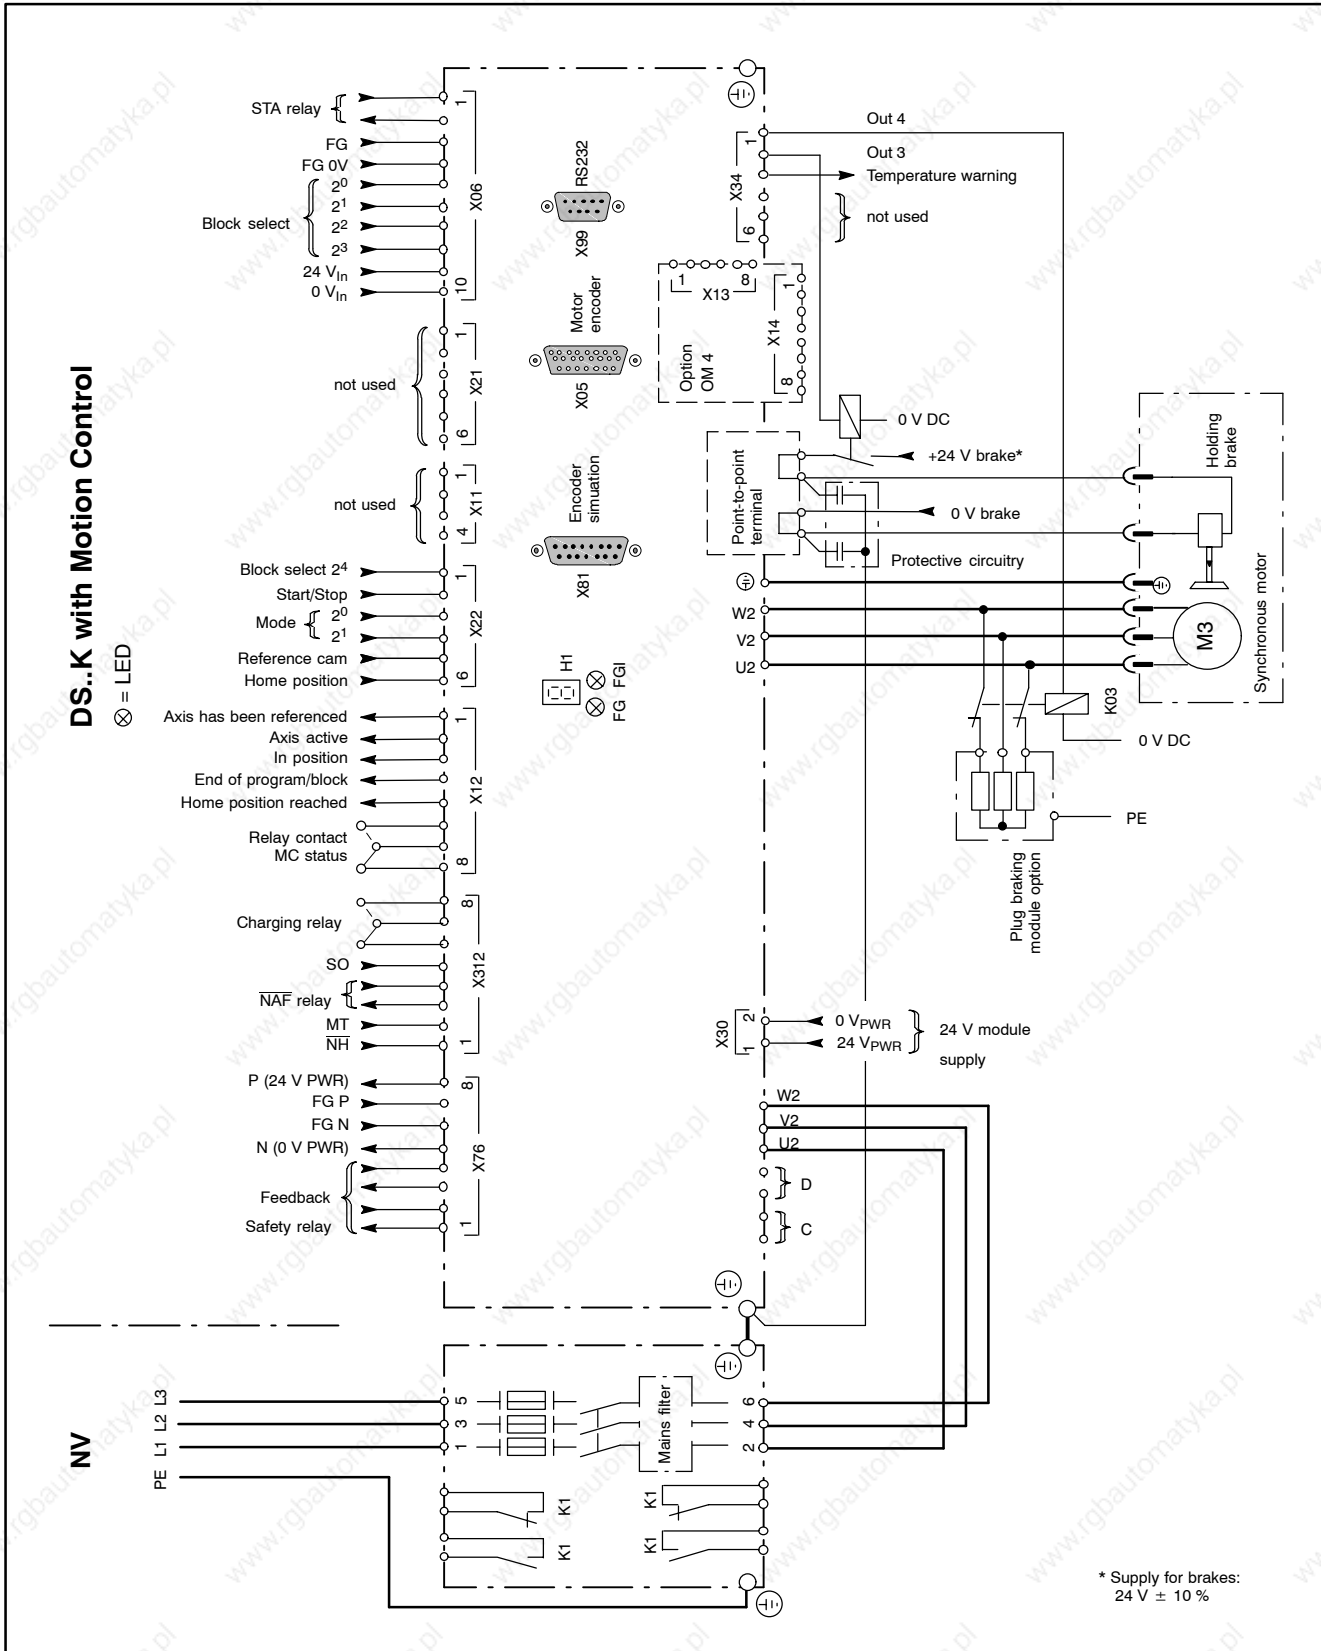 DS..K with Motion Control
⊗ = LED
STA relay
FG
FG 0V
Block select
2⁰
2¹
2²
2³
24 V In
0 V In
1
X06
10
not used
1
X21
6
not used
1
X11
4
Block select 2⁴
Start/Stop
Mode
2⁰
2¹
Reference cam
Home position
1
X22
6
Axis has been referenced
Axis active
In position
End of program/block
Home position reached
Relay contact
MC status
1
X12
8
Charging relay
SO
N̅A̅F̅ relay
MT
N̅H̅
8
X312
1
P (24 V PWR)
FG P
FG N
N (0 V PWR)
Feedback
Safety relay
8
X76
1
RS232
X99
Motor
encoder
X05
Encoder
simuation
X81
H1
FG FGI
1
X34
6
Out 4
Out 3
Temperature warning
not used
1
X13
8
1
X14
8
Option
OM 4
0 V DC
+24 V brake*
Point-to-point
terminal
0 V brake
Protective circuitry
W2
V2
U2
Holding
brake
M3
Synchronous motor
K03
0 V DC
PE
Plug braking
module option
X30
2
1
0 V PWR
24 V PWR
24 V module
supply
W2
V2
U2
D
C
NV
L3
L2
L1
PE
5
3
1
Mains filter
6
4
2
K1
K1
K1
K1
* Supply for brakes:
24 V ± 10 %
www.rgbautomatyka.pl